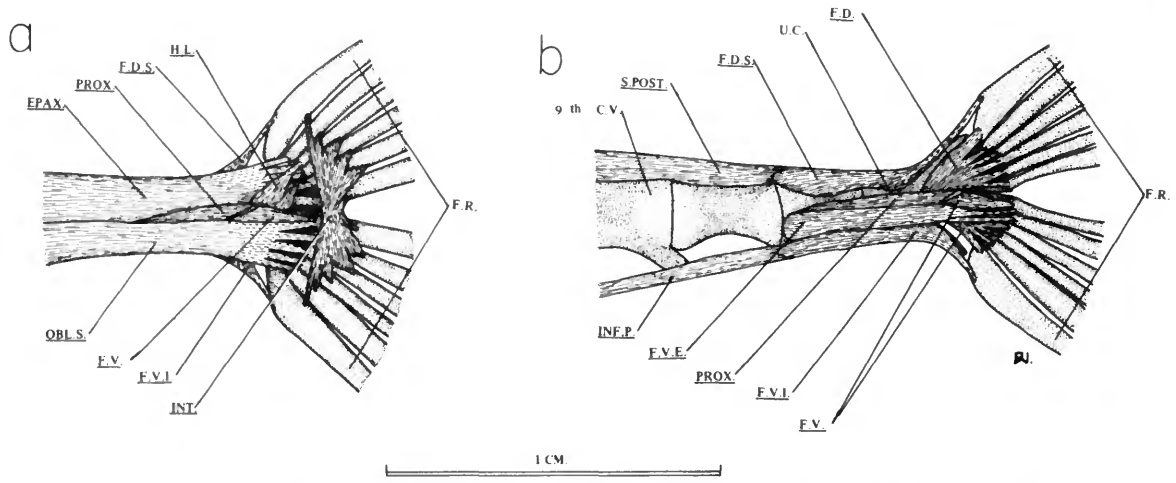 a
H.L.
F.D.S.
PROX.
EPAX.
F.R.
OBL.S.
F.V.
F.V.I.
INT.
b
F.D.
U.C.
F.D.S.
S.POST.
9 th C.V.
F.R.
INF.P.
F.V.E.
PROX.
F.V.I.
F.V.
1 CM.